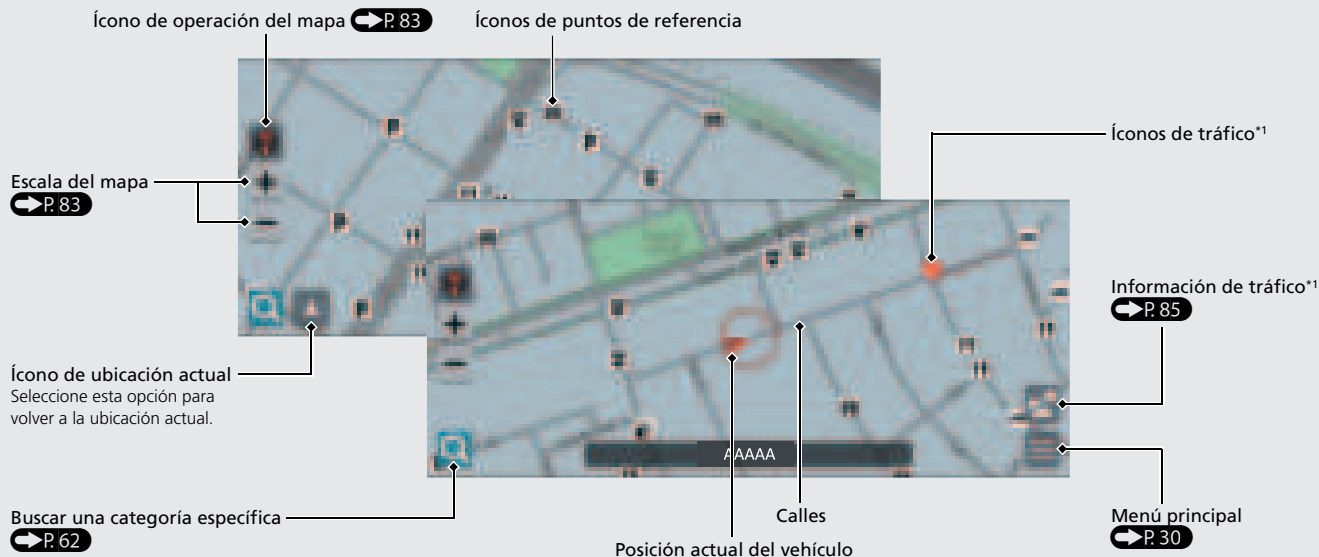 Ícono de operación del mapa P. 83
Íconos de puntos de referencia
Íconos de tráfico*1
Escala del mapa
P. 83
Información de tráfico*1
P. 85
Ícono de ubicación actual
Seleccione esta opción para
volver a la ubicación actual.
AAAAA
Buscar una categoría específica
P. 62
Calles
Menú principal
P. 30
Posición actual del vehículo